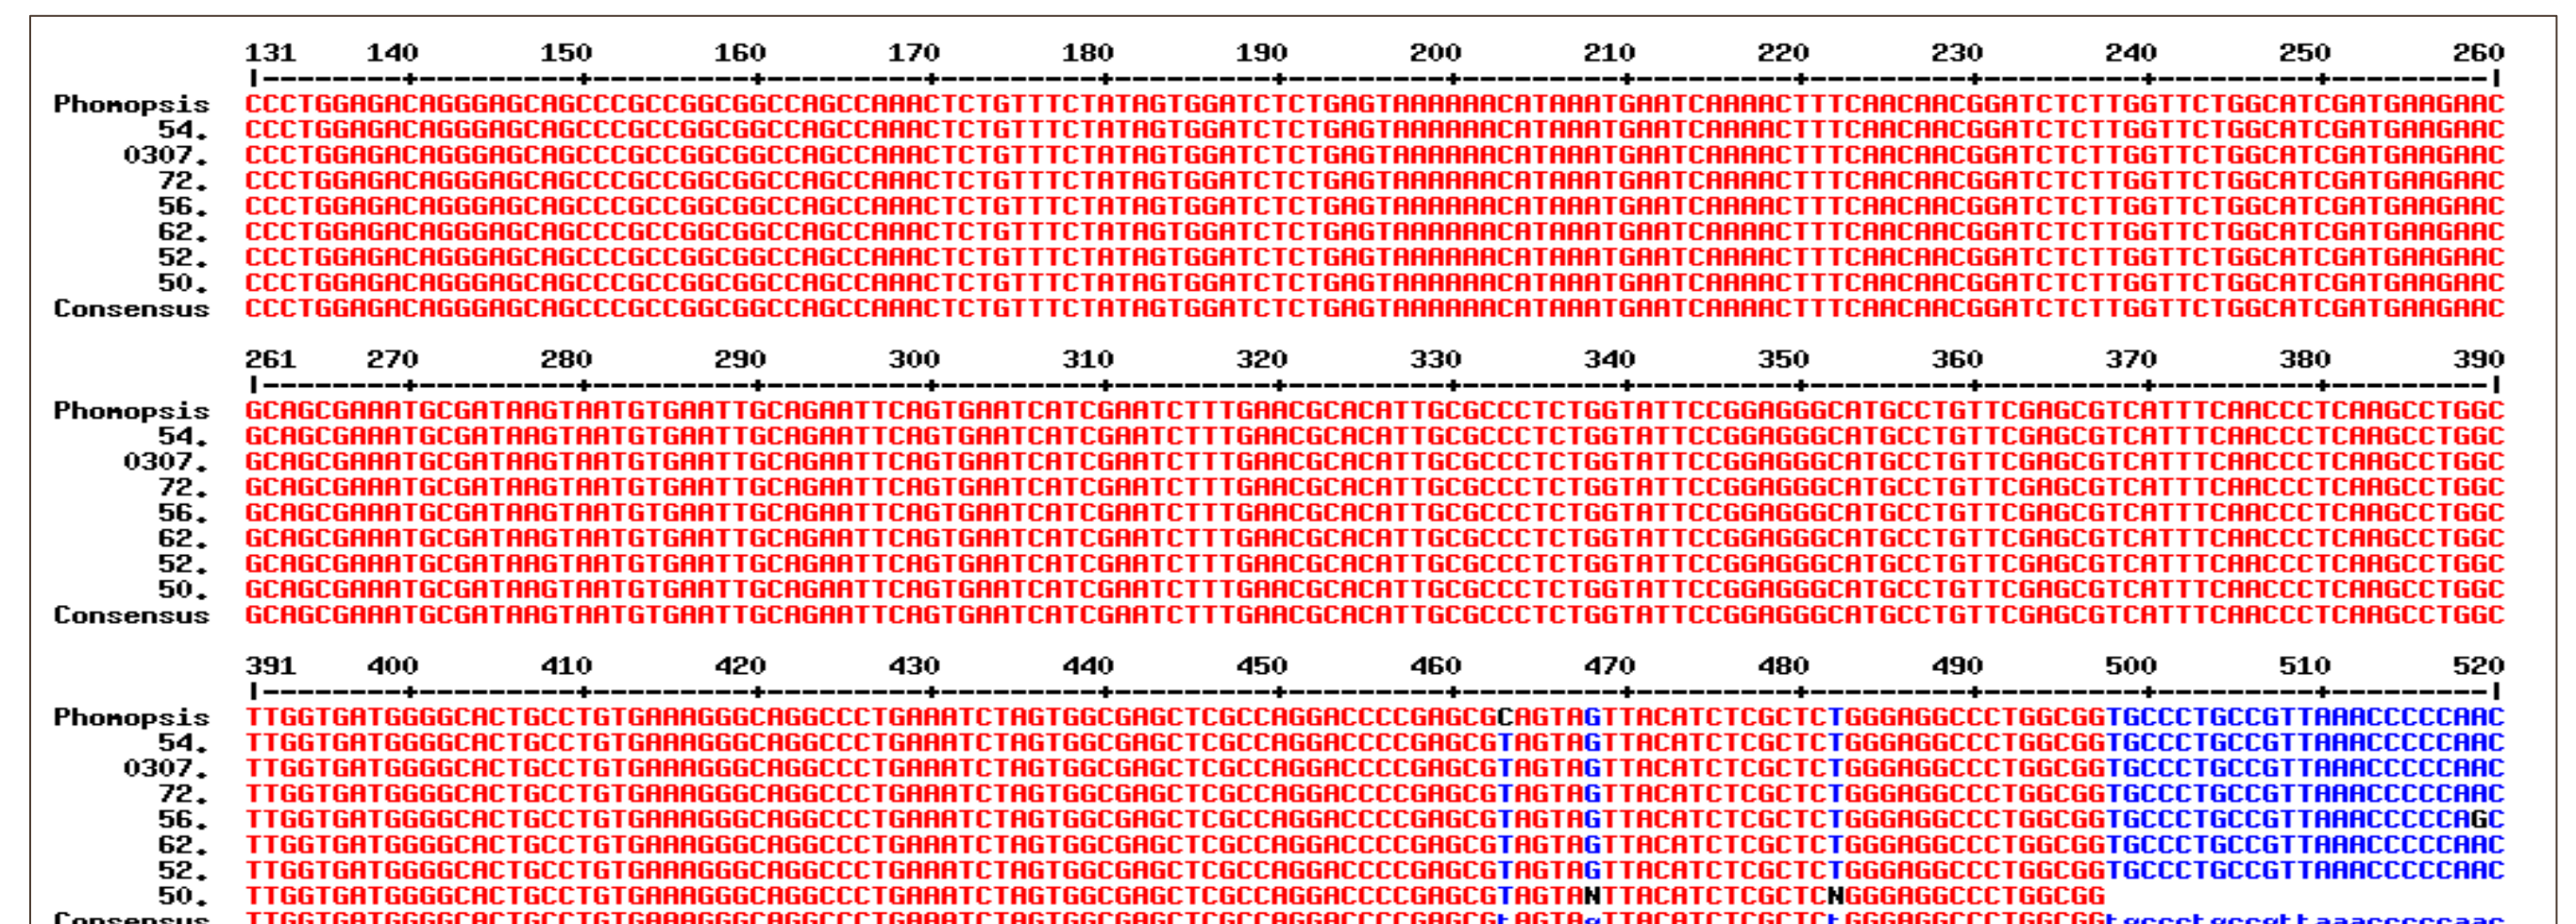 131 140 150 160 170 180 190 200 210 220 230 240 250 260
|--------+---------+---------+---------+---------+---------+---------+---------+---------+---------+---------+---------+---------|
Phomopsis CCCTGGAGACAGGGAGCAGCCCGCCGGCGGCCAGCCAAACTCTGTTTCTATAGTGGATCTCTGAGTAAAAAACATAAATGAATCAAAACTTTCAACAACGGATCTCTTGGTTCTGGCATCGATGAAGAAC
54. CCCTGGAGACAGGGAGCAGCCCGCCGGCGGCCAGCCAAACTCTGTTTCTATAGTGGATCTCTGAGTAAAAAACATAAATGAATCAAAACTTTCAACAACGGATCTCTTGGTTCTGGCATCGATGAAGAAC
0307. CCCTGGAGACAGGGAGCAGCCCGCCGGCGGCCAGCCAAACTCTGTTTCTATAGTGGATCTCTGAGTAAAAAACATAAATGAATCAAAACTTTCAACAACGGATCTCTTGGTTCTGGCATCGATGAAGAAC
72. CCCTGGAGACAGGGAGCAGCCCGCCGGCGGCCAGCCAAACTCTGTTTCTATAGTGGATCTCTGAGTAAAAAACATAAATGAATCAAAACTTTCAACAACGGATCTCTTGGTTCTGGCATCGATGAAGAAC
56. CCCTGGAGACAGGGAGCAGCCCGCCGGCGGCCAGCCAAACTCTGTTTCTATAGTGGATCTCTGAGTAAAAAACATAAATGAATCAAAACTTTCAACAACGGATCTCTTGGTTCTGGCATCGATGAAGAAC
62. CCCTGGAGACAGGGAGCAGCCCGCCGGCGGCCAGCCAAACTCTGTTTCTATAGTGGATCTCTGAGTAAAAAACATAAATGAATCAAAACTTTCAACAACGGATCTCTTGGTTCTGGCATCGATGAAGAAC
52. CCCTGGAGACAGGGAGCAGCCCGCCGGCGGCCAGCCAAACTCTGTTTCTATAGTGGATCTCTGAGTAAAAAACATAAATGAATCAAAACTTTCAACAACGGATCTCTTGGTTCTGGCATCGATGAAGAAC
50. CCCTGGAGACAGGGAGCAGCCCGCCGGCGGCCAGCCAAACTCTGTTTCTATAGTGGATCTCTGAGTAAAAAACATAAATGAATCAAAACTTTCAACAACGGATCTCTTGGTTCTGGCATCGATGAAGAAC
Consensus CCCTGGAGACAGGGAGCAGCCCGCCGGCGGCCAGCCAAACTCTGTTTCTATAGTGGATCTCTGAGTAAAAAACATAAATGAATCAAAACTTTCAACAACGGATCTCTTGGTTCTGGCATCGATGAAGAAC
261 270 280 290 300 310 320 330 340 350 360 370 380 390
|--------+---------+---------+---------+---------+---------+---------+---------+---------+---------+---------+---------+---------|
Phomopsis GCAGCGAAATGCGATAAGTAATGTGAATTGCAGAATTCAGTGAATCATCGAATCTTTGAACGCACATTGCGCCCTCTGGTATTCCGGAGGGCATGCCTGTTCGAGCGTCATTTCAACCCTCAAGCCTGGC
54. GCAGCGAAATGCGATAAGTAATGTGAATTGCAGAATTCAGTGAATCATCGAATCTTTGAACGCACATTGCGCCCTCTGGTATTCCGGAGGGCATGCCTGTTCGAGCGTCATTTCAACCCTCAAGCCTGGC
0307. GCAGCGAAATGCGATAAGTAATGTGAATTGCAGAATTCAGTGAATCATCGAATCTTTGAACGCACATTGCGCCCTCTGGTATTCCGGAGGGCATGCCTGTTCGAGCGTCATTTCAACCCTCAAGCCTGGC
72. GCAGCGAAATGCGATAAGTAATGTGAATTGCAGAATTCAGTGAATCATCGAATCTTTGAACGCACATTGCGCCCTCTGGTATTCCGGAGGGCATGCCTGTTCGAGCGTCATTTCAACCCTCAAGCCTGGC
56. GCAGCGAAATGCGATAAGTAATGTGAATTGCAGAATTCAGTGAATCATCGAATCTTTGAACGCACATTGCGCCCTCTGGTATTCCGGAGGGCATGCCTGTTCGAGCGTCATTTCAACCCTCAAGCCTGGC
62. GCAGCGAAATGCGATAAGTAATGTGAATTGCAGAATTCAGTGAATCATCGAATCTTTGAACGCACATTGCGCCCTCTGGTATTCCGGAGGGCATGCCTGTTCGAGCGTCATTTCAACCCTCAAGCCTGGC
52. GCAGCGAAATGCGATAAGTAATGTGAATTGCAGAATTCAGTGAATCATCGAATCTTTGAACGCACATTGCGCCCTCTGGTATTCCGGAGGGCATGCCTGTTCGAGCGTCATTTCAACCCTCAAGCCTGGC
50. GCAGCGAAATGCGATAAGTAATGTGAATTGCAGAATTCAGTGAATCATCGAATCTTTGAACGCACATTGCGCCCTCTGGTATTCCGGAGGGCATGCCTGTTCGAGCGTCATTTCAACCCTCAAGCCTGGC
Consensus GCAGCGAAATGCGATAAGTAATGTGAATTGCAGAATTCAGTGAATCATCGAATCTTTGAACGCACATTGCGCCCTCTGGTATTCCGGAGGGCATGCCTGTTCGAGCGTCATTTCAACCCTCAAGCCTGGC
391 400 410 420 430 440 450 460 470 480 490 500 510 520
|--------+---------+---------+---------+---------+---------+---------+---------+---------+---------+---------+---------+---------|
Phomopsis TTGGTGATGGGGCACTGCCTGTGAAAGGGCAGGCCCTGAAATCTAGTGGCGAGCTCGCCAGGACCCCGAGCGCAGTAGTTACATCTCGCTCTGGGAGGCCCTGGCGGTGCCCTGCCGTTAAACCCCCAAC
54. TTGGTGATGGGGCACTGCCTGTGAAAGGGCAGGCCCTGAAATCTAGTGGCGAGCTCGCCAGGACCCCGAGCGTAGTAGTTACATCTCGCTCTGGGAGGCCCTGGCGGTGCCCTGCCGTTAAACCCCCAAC
0307. TTGGTGATGGGGCACTGCCTGTGAAAGGGCAGGCCCTGAAATCTAGTGGCGAGCTCGCCAGGACCCCGAGCGTAGTAGTTACATCTCGCTCTGGGAGGCCCTGGCGGTGCCCTGCCGTTAAACCCCCAAC
72. TTGGTGATGGGGCACTGCCTGTGAAAGGGCAGGCCCTGAAATCTAGTGGCGAGCTCGCCAGGACCCCGAGCGTAGTAGTTACATCTCGCTCTGGGAGGCCCTGGCGGTGCCCTGCCGTTAAACCCCCAAC
56. TTGGTGATGGGGCACTGCCTGTGAAAGGGCAGGCCCTGAAATCTAGTGGCGAGCTCGCCAGGACCCCGAGCGTAGTAGTTACATCTCGCTCTGGGAGGCCCTGGCGGTGCCCTGCCGTTAAACCCCCAGC
62. TTGGTGATGGGGCACTGCCTGTGAAAGGGCAGGCCCTGAAATCTAGTGGCGAGCTCGCCAGGACCCCGAGCGTAGTAGTTACATCTCGCTCTGGGAGGCCCTGGCGGTGCCCTGCCGTTAAACCCCCAAC
52. TTGGTGATGGGGCACTGCCTGTGAAAGGGCAGGCCCTGAAATCTAGTGGCGAGCTCGCCAGGACCCCGAGCGTAGTAGTTACATCTCGCTCTGGGAGGCCCTGGCGGTGCCCTGCCGTTAAACCCCCAAC
50. TTGGTGATGGGGCACTGCCTGTGAAAGGGCAGGCCCTGAAATCTAGTGGCGAGCTCGCCAGGACCCCGAGCGTAGTANTTACATCTCGCTCNGGGAGGCCCTGGCGG
Consensus TTGGTGATGGGGCACTGCCTGTGAAAGGGCAGGCCCTGAAATCTAGTGGCGAGCTCGCCAGGACCCCGAGCGtAGTAgTTACATCTCGCTCtGGGAGGCCCTGGCGGtgccctgccgttaaacccccaac